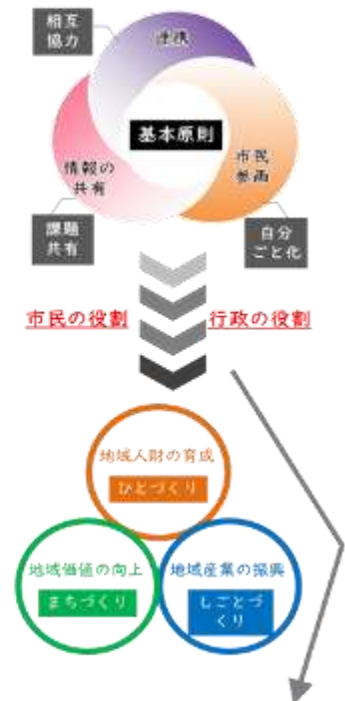 相互
協力
連携
基本原則
情報の
共有
市民
参画
課題
共有
自分
ごと化
市民の役割
行政の役割
地域人財の育成
ひとづくり
地域価値の向上
まちづくり
地域産業の振興
しごとづ
くり